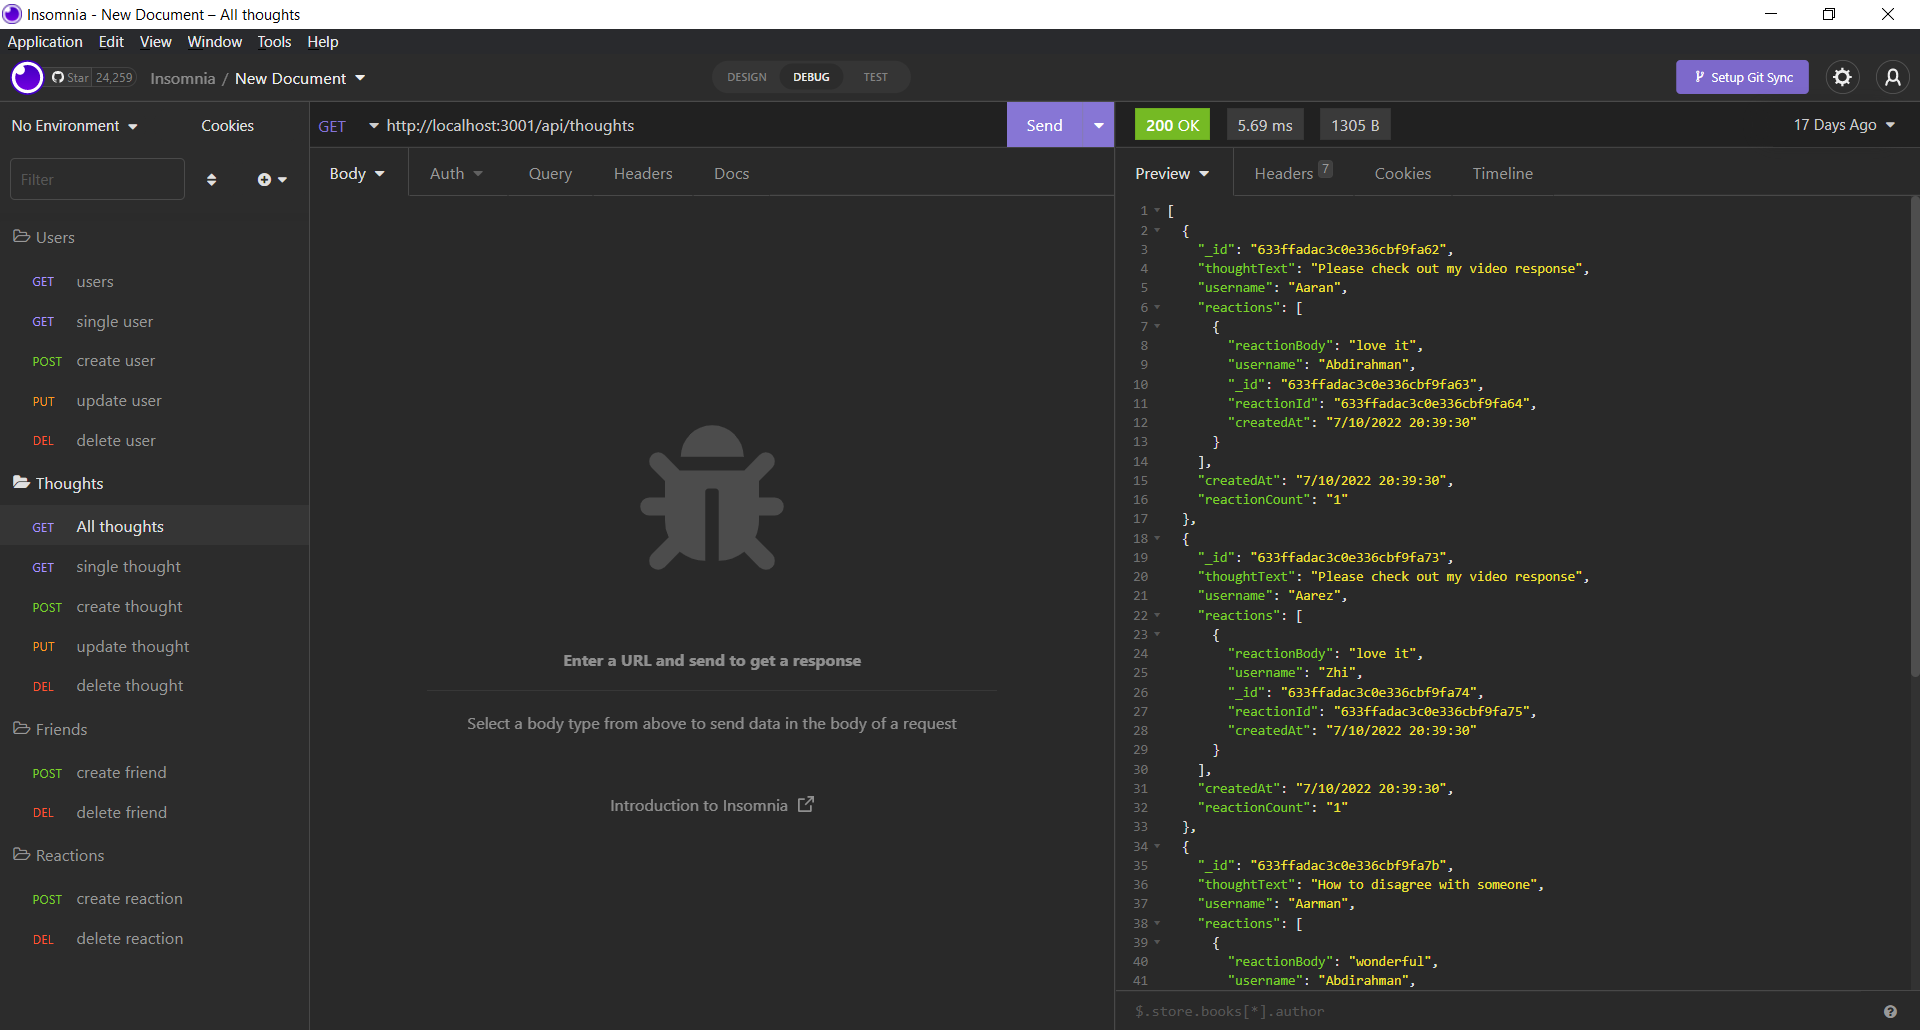 Insomnia - New Document – All thoughts
Application Edit View Window Tools Help
Star 24,259 Insomnia / New Document DESIGN DEBUG TEST Setup Git Sync
No Environment Cookies
Filter
Users
GET users
GET single user
POST create user
PUT update user
DEL delete user
Thoughts
GET All thoughts
GET single thought
POST create thought
PUT update thought
DEL delete thought
Friends
POST create friend
DEL delete friend
Reactions
POST create reaction
DEL delete reaction
GET http://localhost:3001/api/thoughts Send
Body Auth Query Headers Docs
Enter a URL and send to get a response
Select a body type from above to send data in the body of a request
Introduction to Insomnia
200 OK 5.69 ms 1305 B 17 Days Ago
Preview Headers 7 Cookies Timeline
1 [
2 {
3 "_id": "633ffadac3c0e336cbf9fa62",
4 "thoughtText": "Please check out my video response",
5 "username": "Aaran",
6 "reactions": [
7 {
8 "reactionBody": "love it",
9 "username": "Abdirahman",
10 "_id": "633ffadac3c0e336cbf9fa63",
11 "reactionId": "633ffadac3c0e336cbf9fa64",
12 "createdAt": "7/10/2022 20:39:30"
13 }
14 ],
15 "createdAt": "7/10/2022 20:39:30",
16 "reactionCount": "1"
17 },
18 {
19 "_id": "633ffadac3c0e336cbf9fa73",
20 "thoughtText": "Please check out my video response",
21 "username": "Aarez",
22 "reactions": [
23 {
24 "reactionBody": "love it",
25 "username": "Zhi",
26 "_id": "633ffadac3c0e336cbf9fa74",
27 "reactionId": "633ffadac3c0e336cbf9fa75",
28 "createdAt": "7/10/2022 20:39:30"
29 }
30 ],
31 "createdAt": "7/10/2022 20:39:30",
32 "reactionCount": "1"
33 },
34 {
35 "_id": "633ffadac3c0e336cbf9fa7b",
36 "thoughtText": "How to disagree with someone",
37 "username": "Aarman",
38 "reactions": [
39 {
40 "reactionBody": "wonderful",
41 "username": "Abdirahman",
$.store.books[*].author